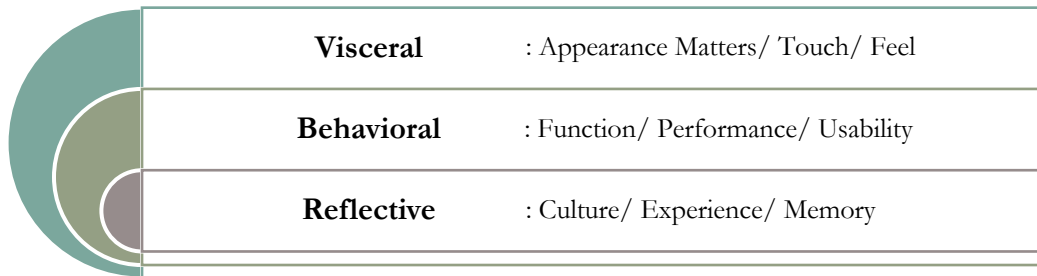 Visceral : Appearance Matters/ Touch/ Feel
Behavioral : Function/ Performance/ Usability
Reflective : Culture/ Experience/ Memory